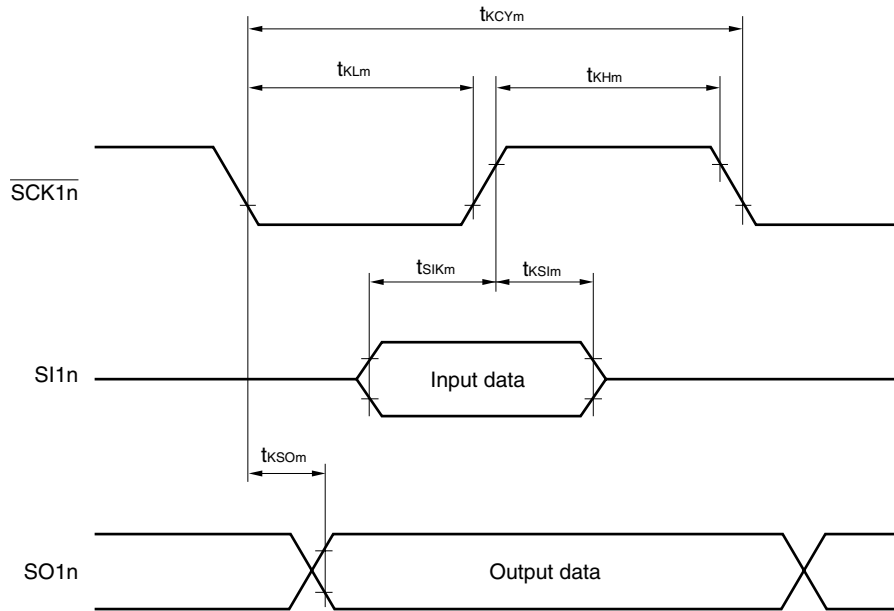 tKCYm
tKLm
tKHm
SCK1n
tSIKm
tKSIm
SI1n
Input data
tKSOm
SO1n
Output data